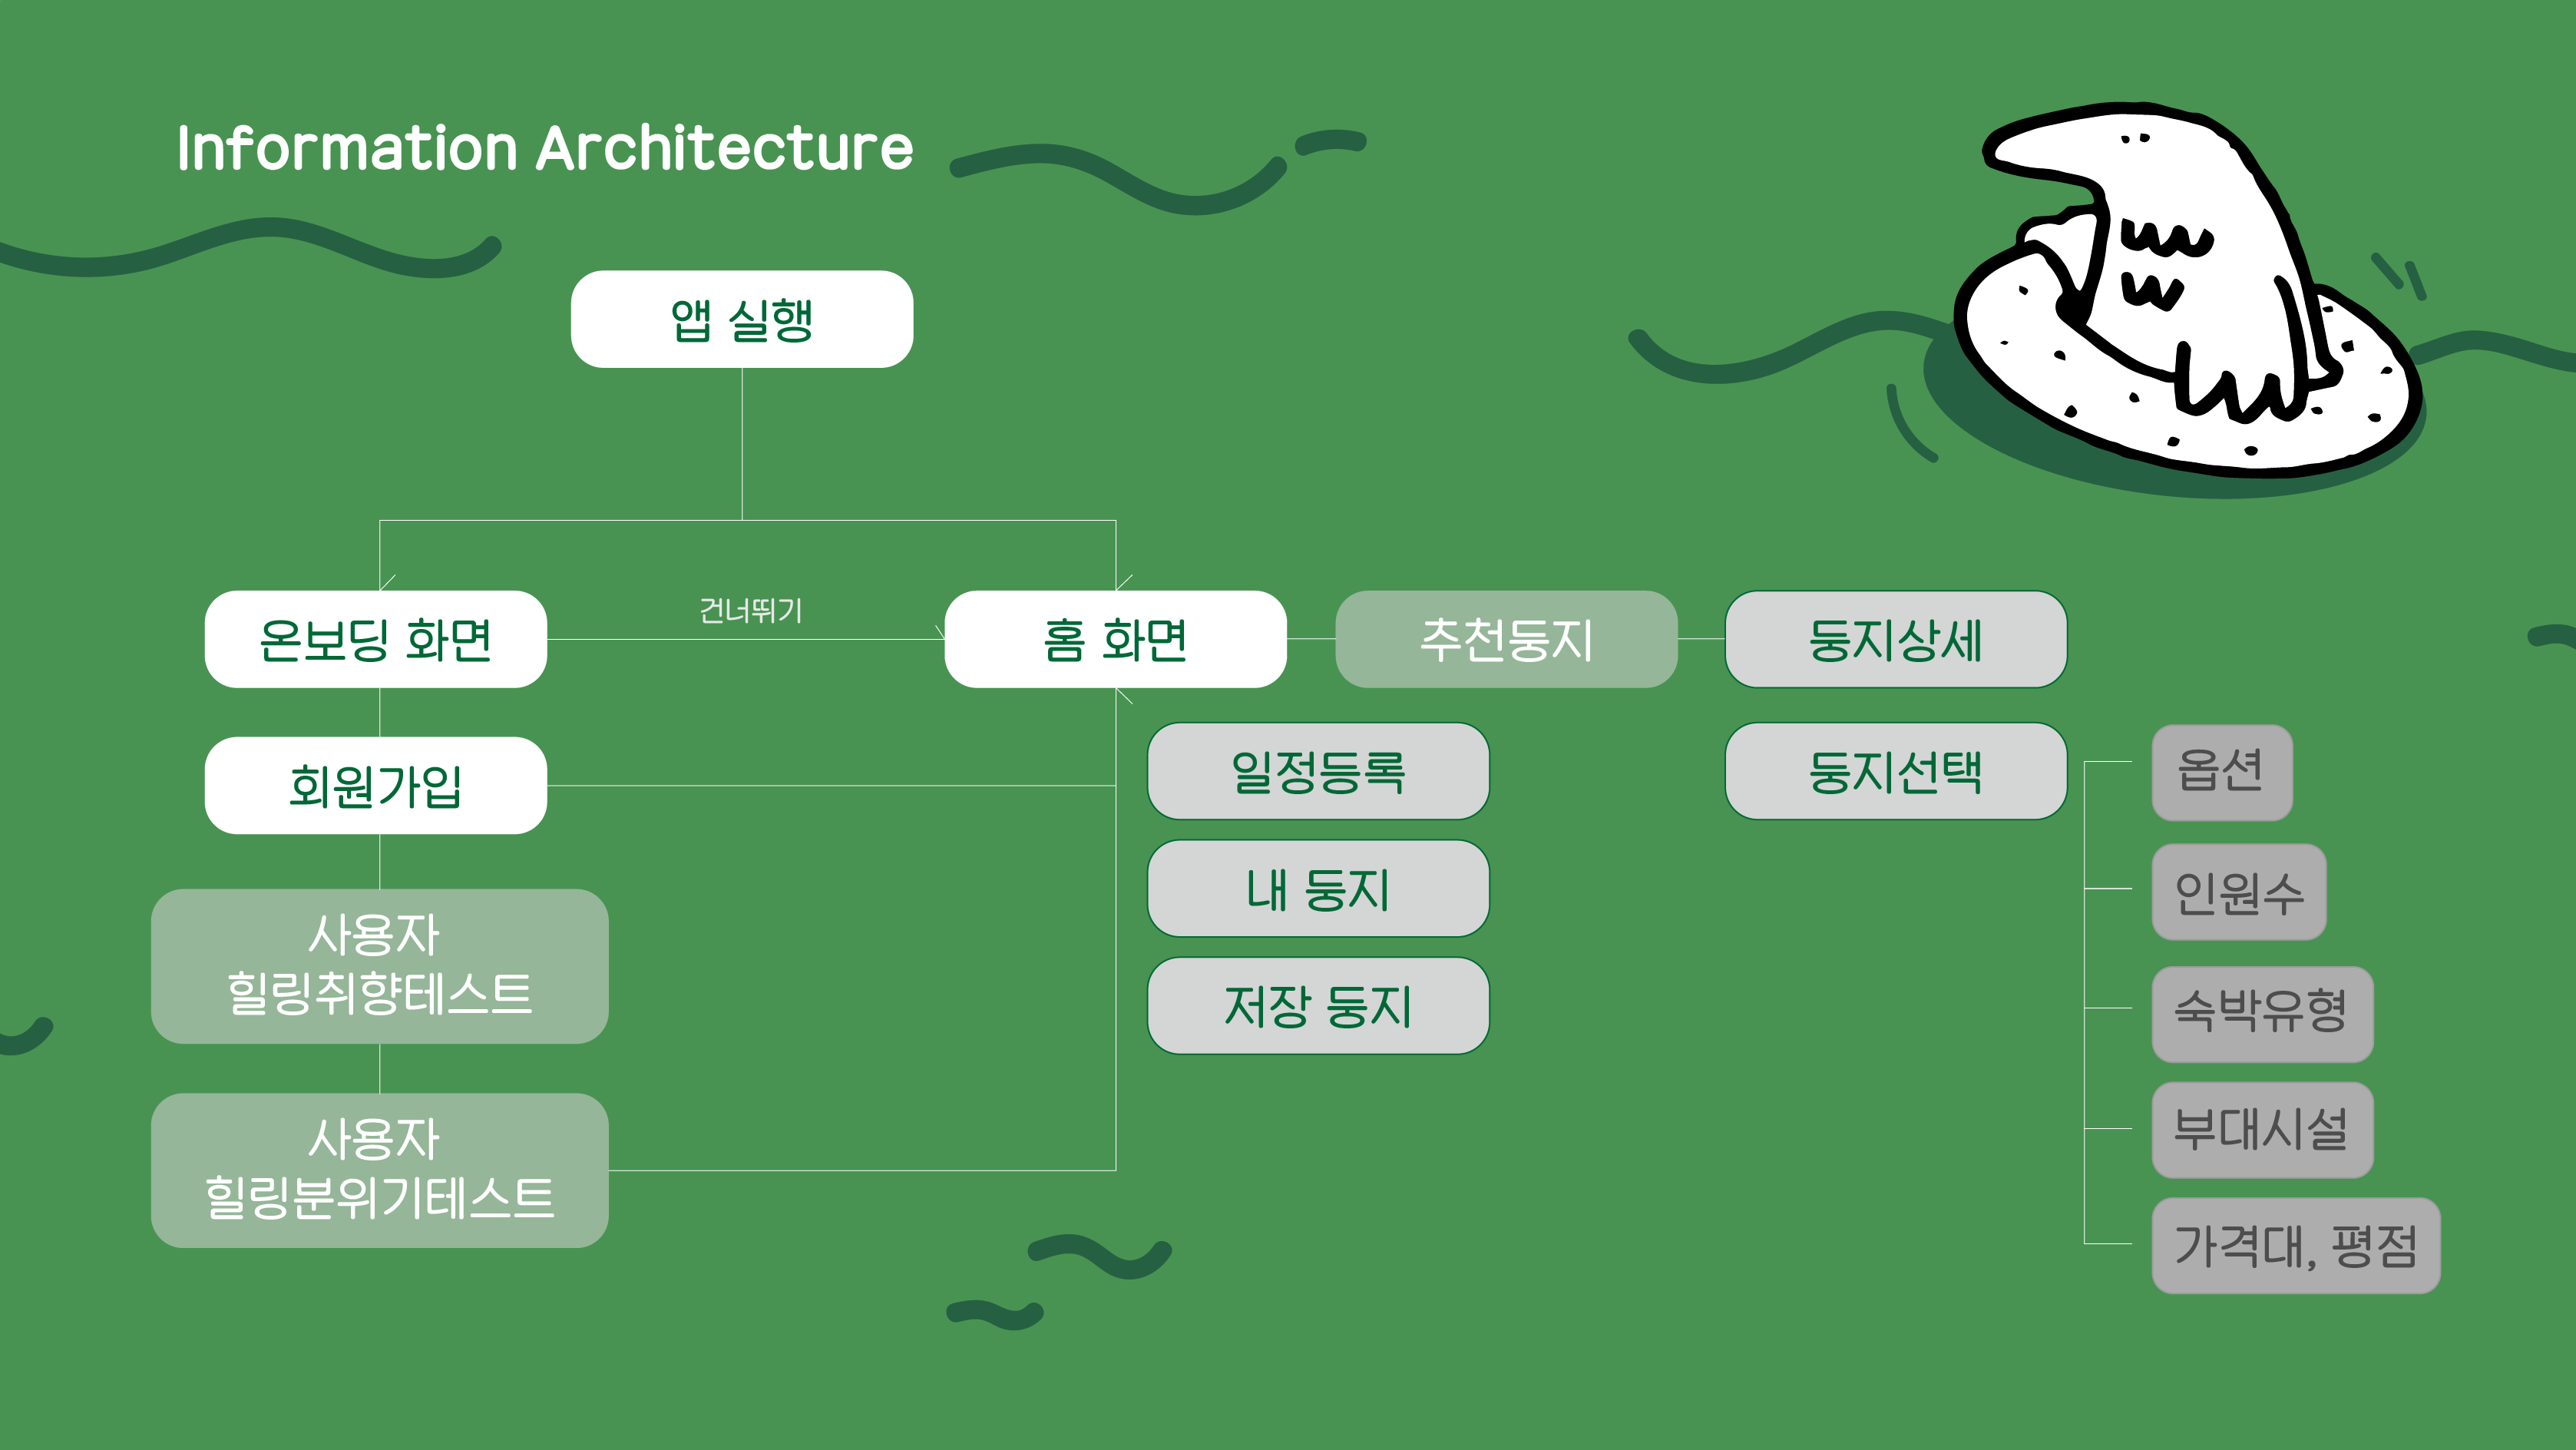 Information Architecture
앱 실행
온보딩 화면
건너뛰기
홈 화면
추천둥지
둥지상세
회원가입
일정등록
둥지선택
옵션
내 둥지
인원수
사용자
힐링취향테스트
저장 둥지
숙박유형
사용자
힐링분위기테스트
부대시설
가격대, 평점